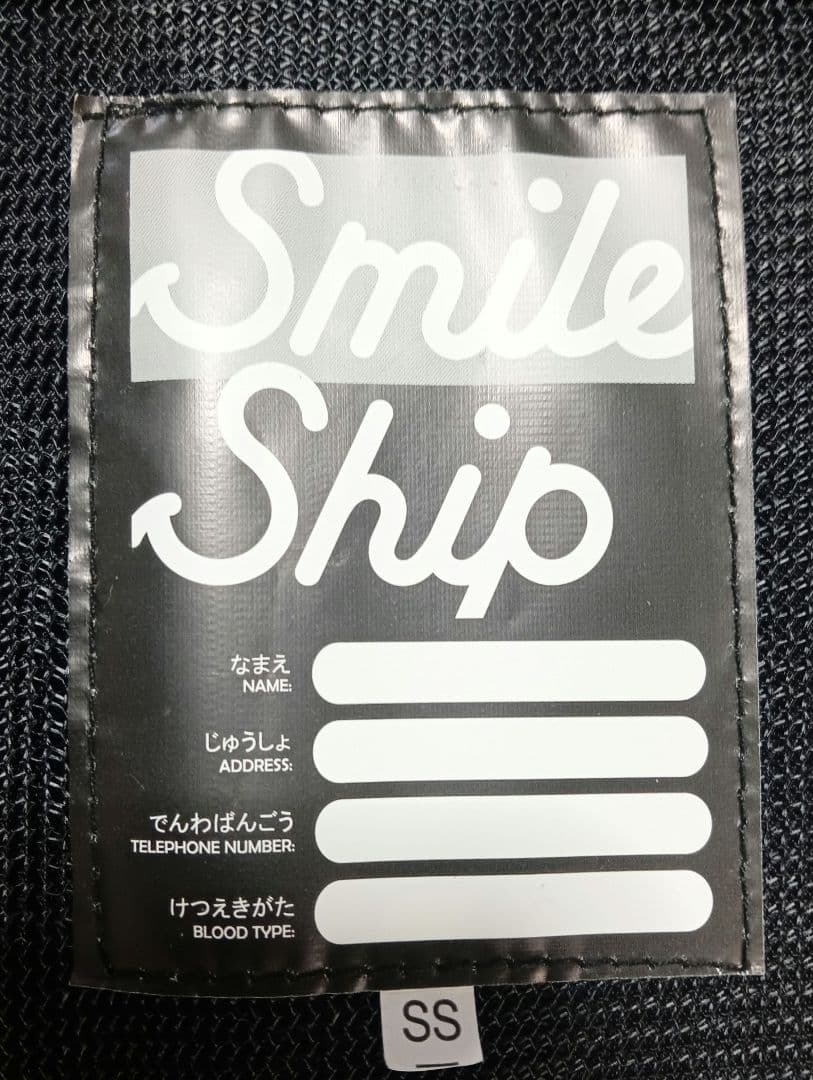 Smile
Ship
なまえ
NAME:
じゅうしょ
ADDRESS:
でんわばんごう
TELEPHONE NUMBER:
けつえきがた
BLOOD TYPE:
SS